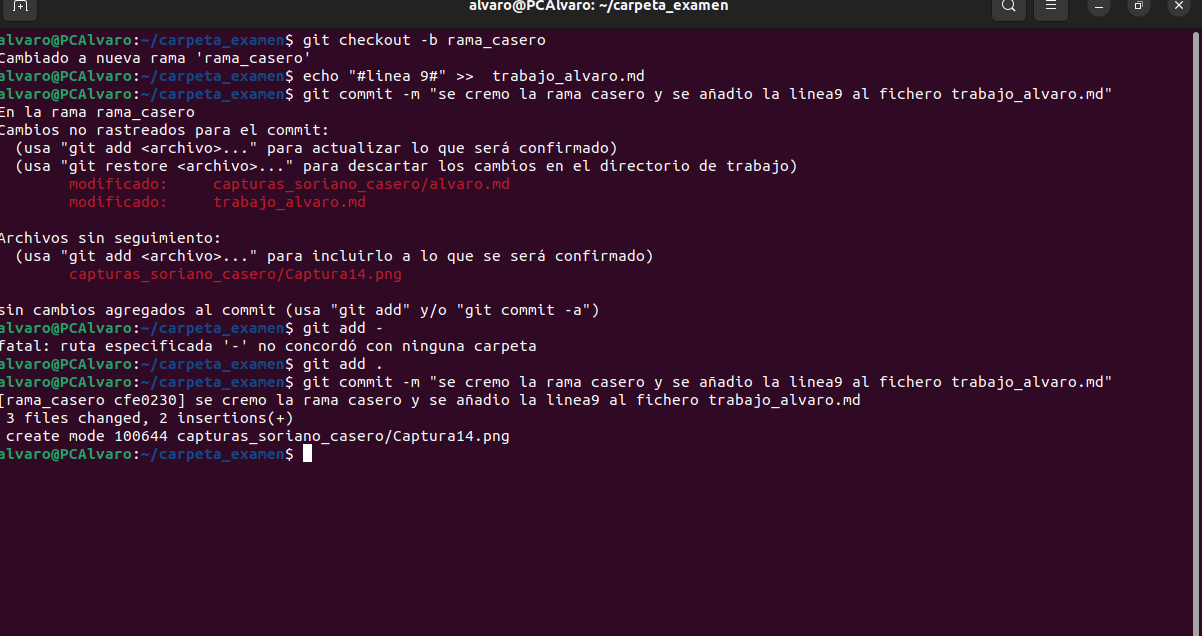 alvaro@PCAlvaro: ~/carpeta_examen
alvaro@PCAlvaro:~/carpeta_examen$ git checkout -b rama_casero
Cambiado a nueva rama 'rama_casero'
alvaro@PCAlvaro:~/carpeta_examen$ echo "#linea 9#" >>  trabajo_alvaro.md
alvaro@PCAlvaro:~/carpeta_examen$ git commit -m "se cremo la rama casero y se añadio la linea9 al fichero trabajo_alvaro.md"
En la rama rama_casero
Cambios no rastreados para el commit:
  (usa "git add <archivo>..." para actualizar lo que será confirmado)
  (usa "git restore <archivo>..." para descartar los cambios en el directorio de trabajo)
        modificado:     capturas_soriano_casero/alvaro.md
        modificado:     trabajo_alvaro.md
Archivos sin seguimiento:
  (usa "git add <archivo>..." para incluirlo a lo que se será confirmado)
        capturas_soriano_casero/Captura14.png
sin cambios agregados al commit (usa "git add" y/o "git commit -a")
alvaro@PCAlvaro:~/carpeta_examen$ git add -
fatal: ruta especificada '-' no concordó con ninguna carpeta
alvaro@PCAlvaro:~/carpeta_examen$ git add .
alvaro@PCAlvaro:~/carpeta_examen$ git commit -m "se cremo la rama casero y se añadio la linea9 al fichero trabajo_alvaro.md"
[rama_casero cfe0230] se cremo la rama casero y se añadio la linea9 al fichero trabajo_alvaro.md
 3 files changed, 2 insertions(+)
 create mode 100644 capturas_soriano_casero/Captura14.png
alvaro@PCAlvaro:~/carpeta_examen$